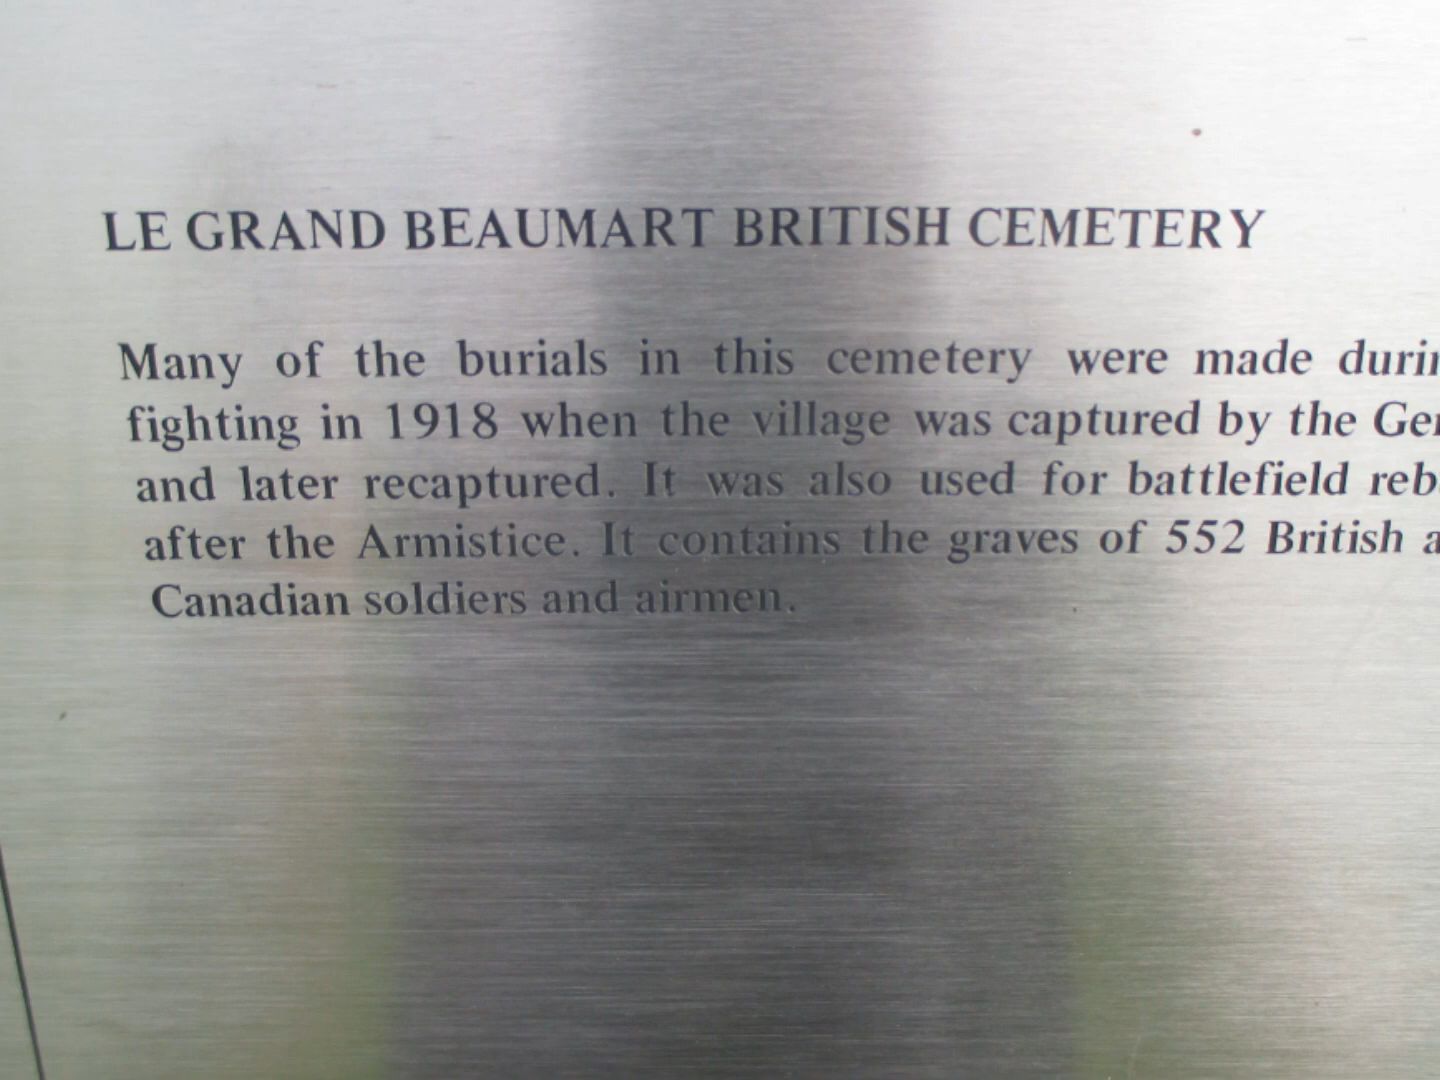 LE GRAND BEAUMART BRITISH CEMETERY
Many of the burials in this cemetery were made durin
fighting in 1918 when the village was captured by the Ger
and later recaptured. It was also used for battlefield reb
after the Armistice. It contains the graves of 552 British a
Canadian soldiers and airmen.